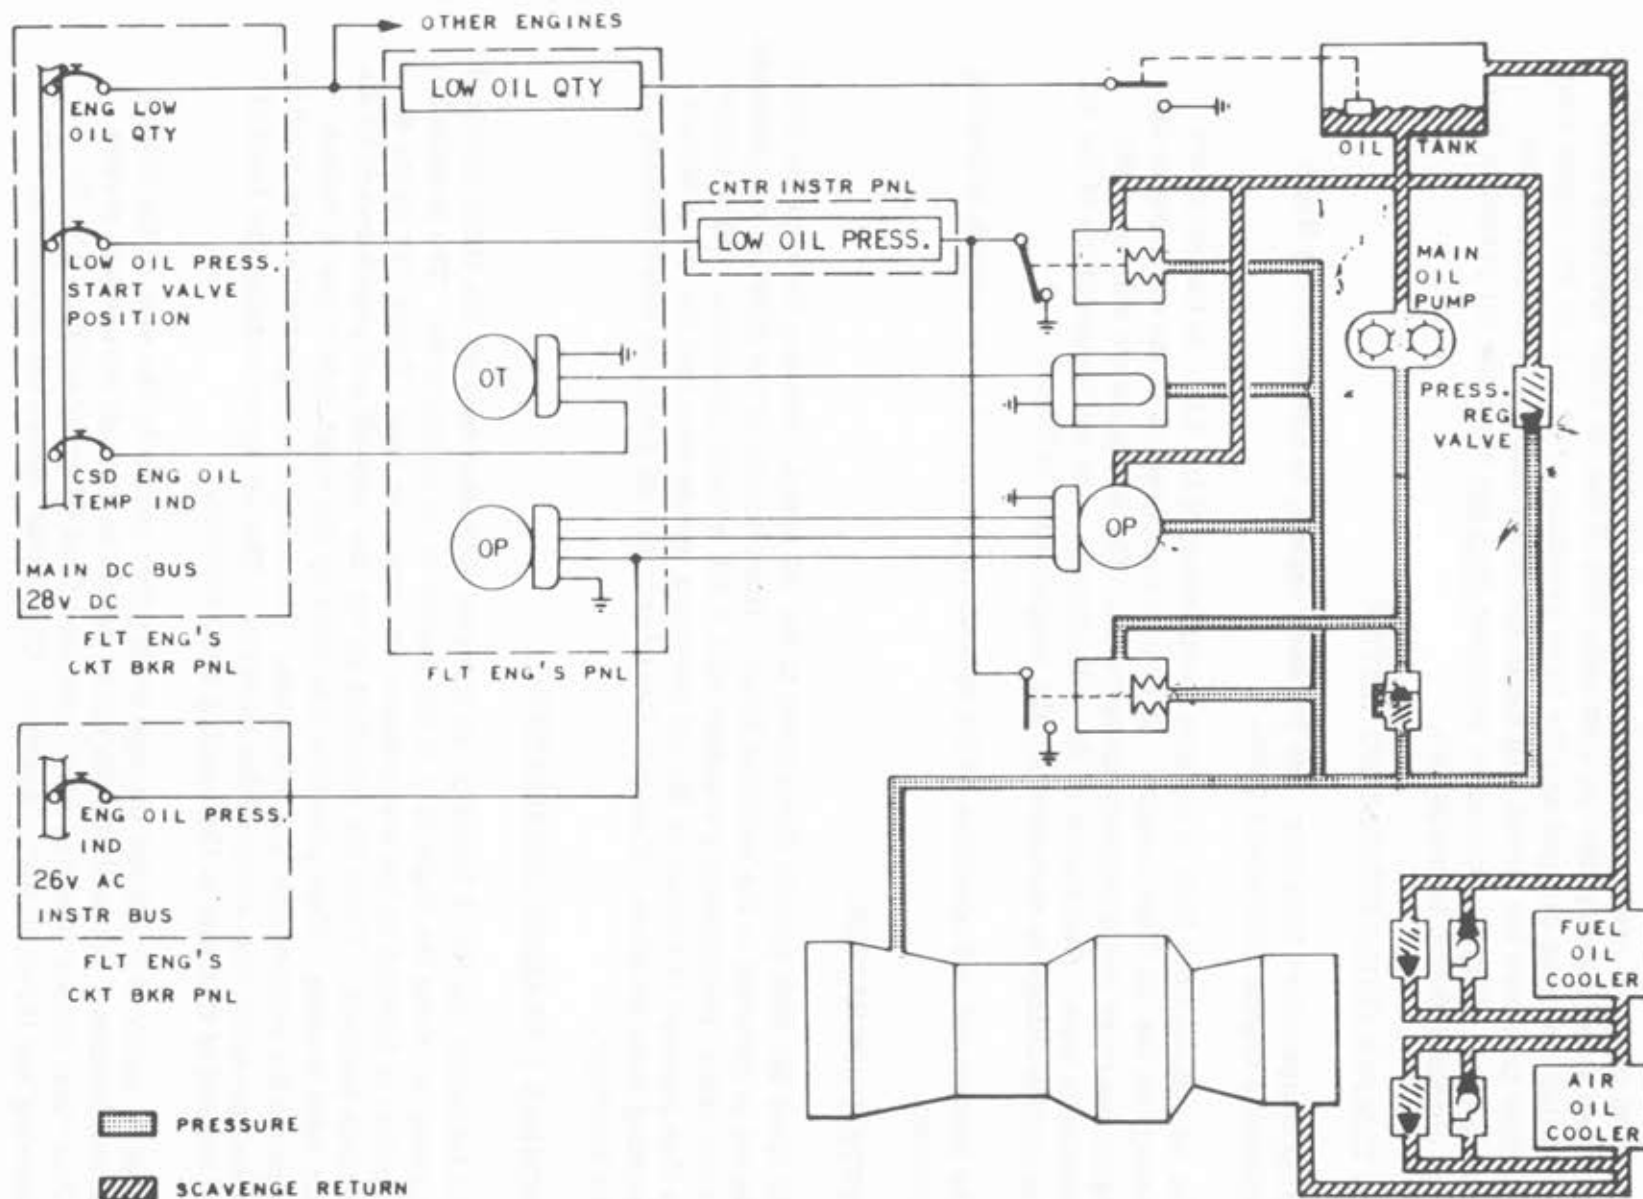 OTHER ENGINES
LOW OIL QTY
ENG LOW
OIL QTY
OIL TANK
CNTR INSTR PNL
LOW OIL PRESS.
LOW OIL PRESS.
START VALVE
POSITION
MAIN
OIL
PUMP
OT
PRESS.
REG
VALVE
CSD ENG OIL
TEMP IND
OP
OP
MAIN DC BUS
28V DC
FLT ENG'S
CKT BKR PNL
FLT ENG'S PNL
ENG OIL PRESS.
IND
26V AC
INSTR BUS
FLT ENG'S
CKT BKR PNL
FUEL
OIL
COOLER
AIR
OIL
COOLER
PRESSURE
SCAVENGE RETURN